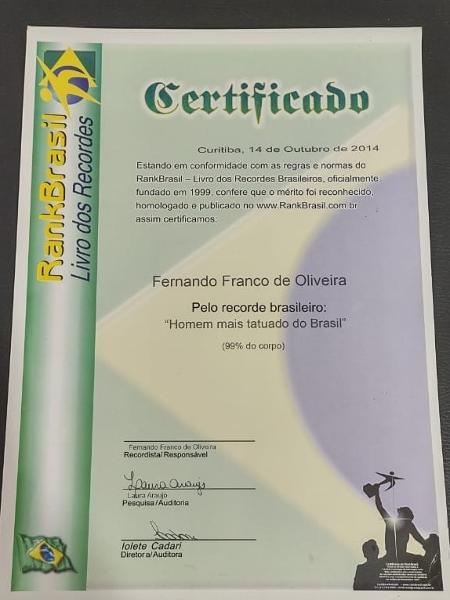 RankBrasil
Livro dos Recordes
Certificado
Curitiba, 14 de Outubro de 2014
Estando em conformidade com as regras e normas do
RankBrasil – Livro dos Recordes Brasileiros, oficialmente
fundado em 1999, confere que o mérito foi reconhecido,
homologado e publicado no www.RankBrasil.com.br
assim certificamos:
Fernando Franco de Oliveira
Pelo recorde brasileiro:
“Homem mais tatuado do Brasil”
(99% do corpo)
Fernando Franco de Oliveira
Recordista/Responsável
Laura Araujo
Laura Araujo
Pesquisa/Auditoria
Iolete Cadari
Diretora/Auditora